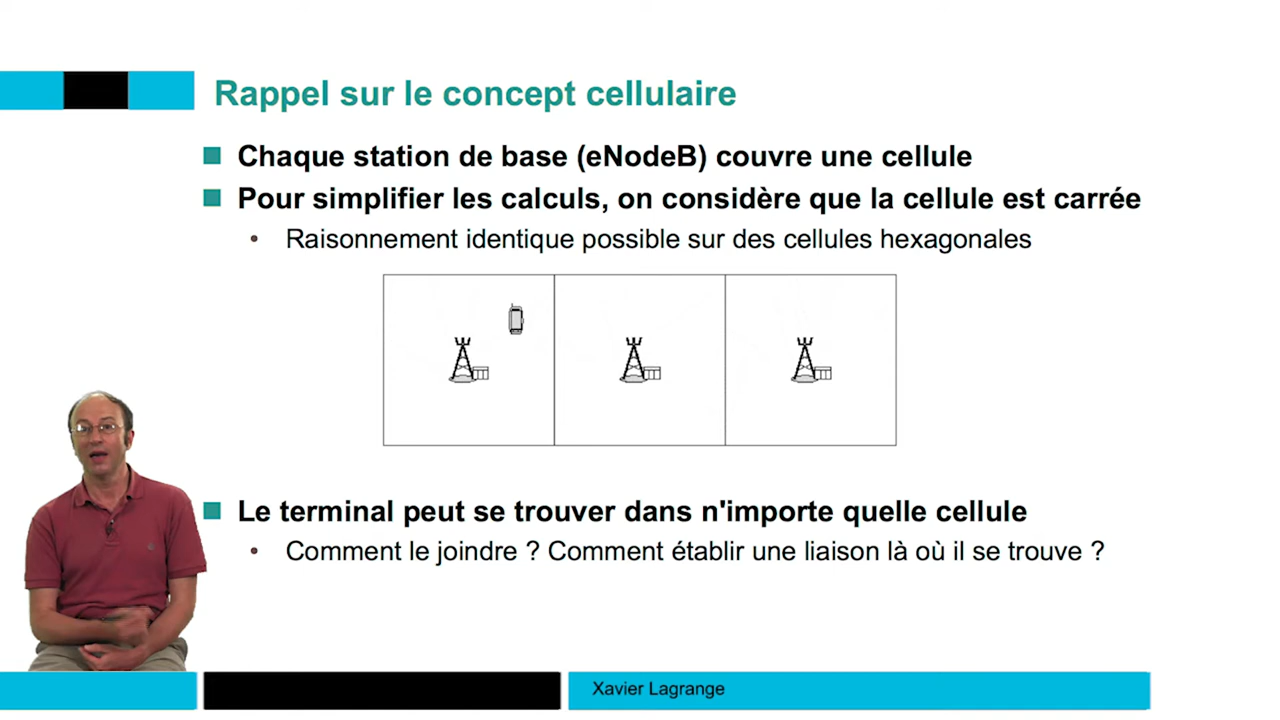 Rappel sur le concept cellulaire
Chaque station de base (eNodeB) couvre une cellule
Pour simplifier les calculs, on considère que la cellule est carrée
Raisonnement identique possible sur des cellules hexagonales
Le terminal peut se trouver dans n'importe quelle cellule
Comment le joindre ? Comment établir une liaison là où il se trouve ?
Xavier Lagrange